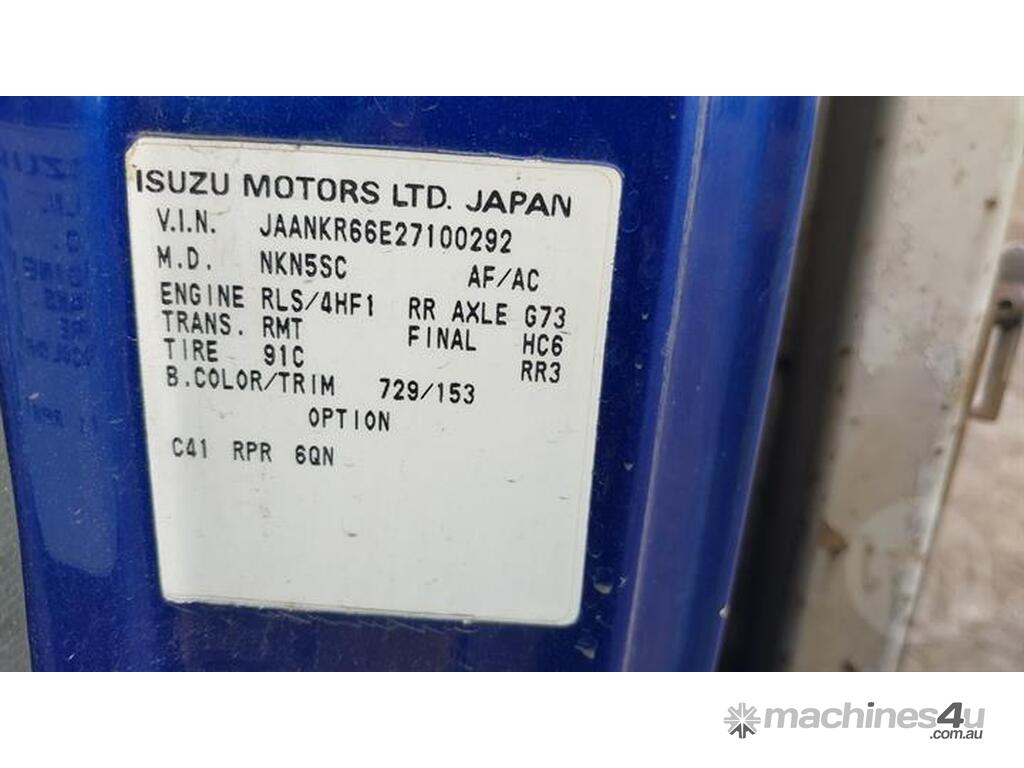 ISUZU MOTORS LTD. JAPAN
V.I.N. JAANKR66E27100292
M.D. NKN5SC AF/AC
ENGINE RLS/4HF1 RR AXLE G73
TRANS. RMT FINAL HC6
TIRE 91C RR3
B.COLOR/TRIM 729/153
OPTION
C41 RPR 6QN
machines4u
.com.au